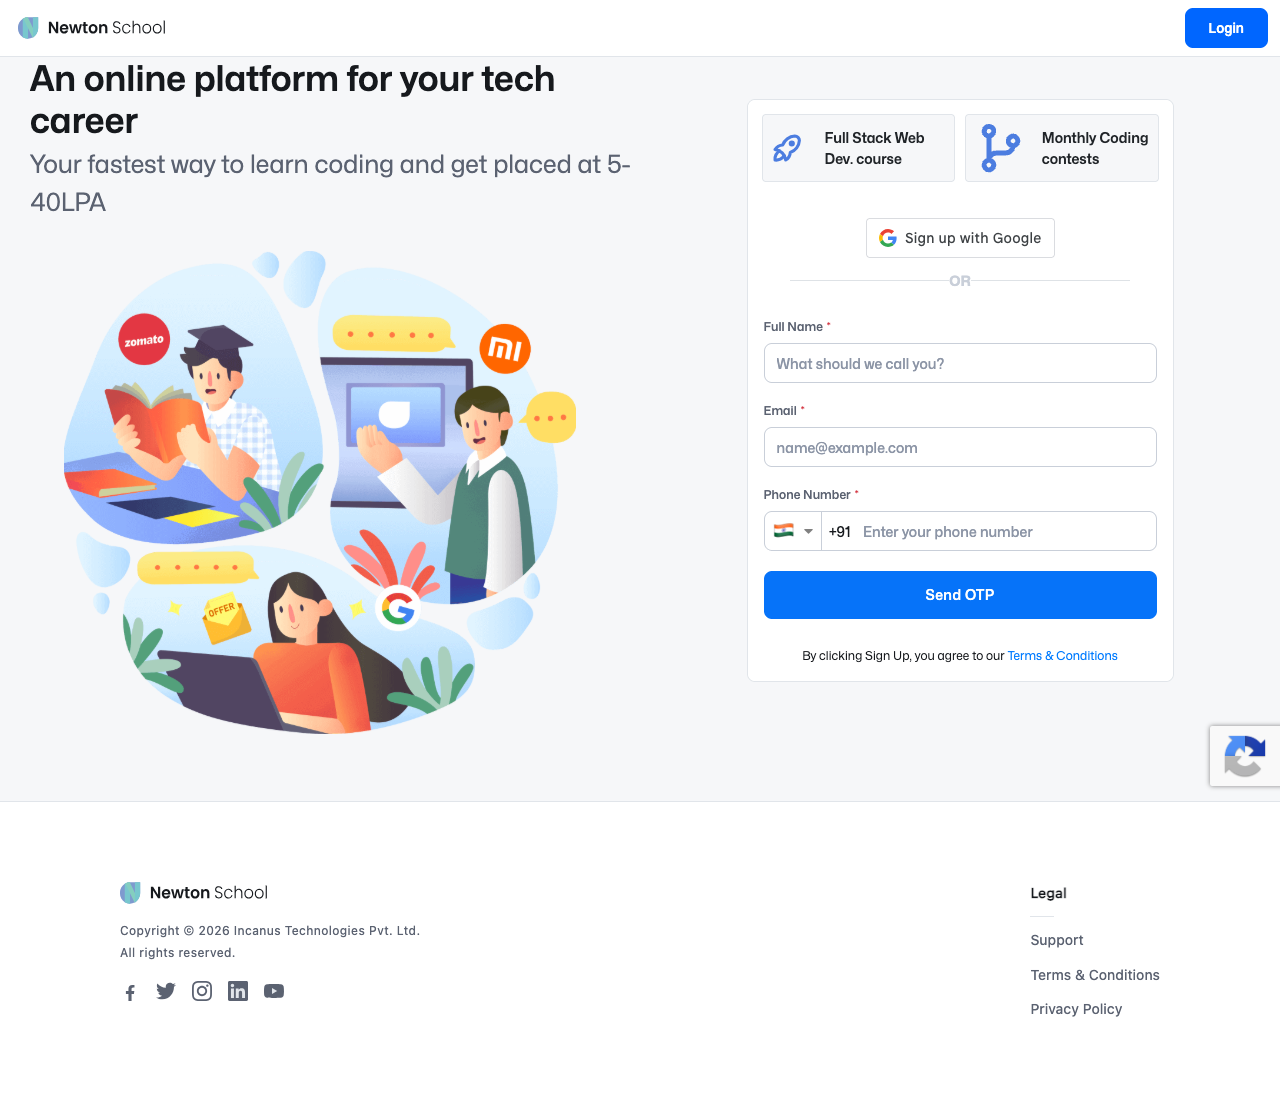 Newton School
Login
An online platform for your tech
career
Your fastest way to learn coding and get placed at 5-
40LPA
zomato
OFFER
Full Stack Web
Dev. course
Monthly Coding
contests
Sign up with Google
OR
Full Name *
What should we call you?
Email *
name@example.com
Phone Number *
+91 Enter your phone number
Send OTP
By clicking Sign Up, you agree to our Terms & Conditions
Newton School
Copyright © 2026 Incanus Technologies Pvt. Ltd.
All rights reserved.
Legal
Support
Terms & Conditions
Privacy Policy